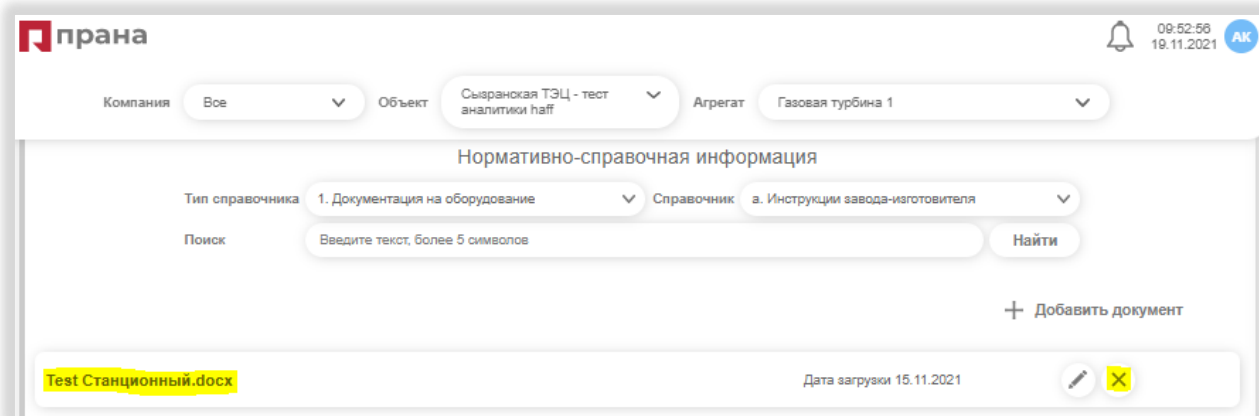 прана
09:52:56
19.11.2021
АК
Компания Все Объект Сызранская ТЭЦ - тест аналитики haff Агрегат Газовая турбина 1
Нормативно-справочная информация
Тип справочника 1. Документация на оборудование Справочник а. Инструкции завода-изготовителя
Поиск Введите текст, более 5 символов Найти
+ Добавить документ
Test Станционный.docx Дата загрузки 15.11.2021